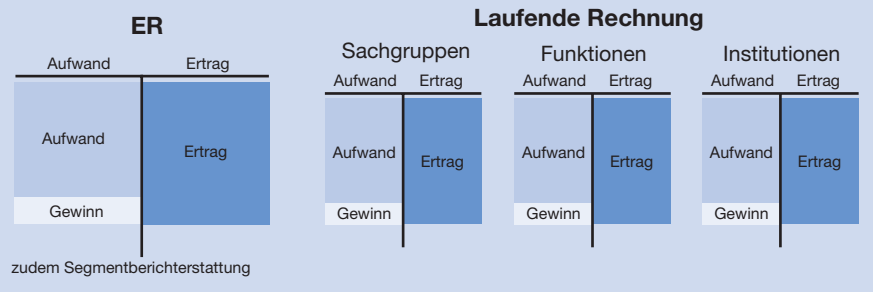 ER
Aufwand Ertrag
Aufwand
Ertrag
Gewinn
zudem Segmentberichterstattung
Laufende Rechnung
Sachgruppen Funktionen Institutionen
Aufwand Ertrag Aufwand Ertrag Aufwand Ertrag
Aufwand Ertrag Aufwand Ertrag Aufwand Ertrag
Gewinn Gewinn Gewinn